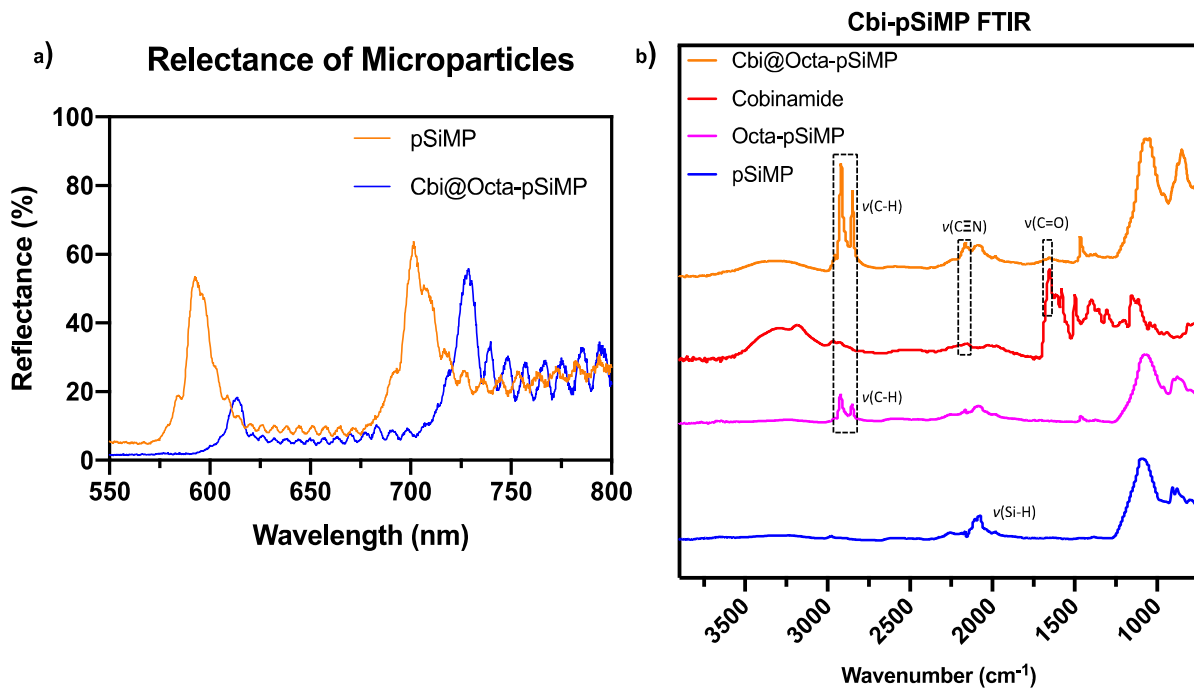 a)
Relectance of Microparticles
100
80
60
40
20
0
550
600
650
700
750
800
Reflectance (%)
Wavelength (nm)
pSiMP
Cbi@Octa-pSiMP
b)
Cbi-pSiMP FTIR
Cbi@Octa-pSiMP
Cobinamide
Octa-pSiMP
pSiMP
ν(C-H)
ν(C≡N)
ν(C=O)
ν(C-H)
ν(Si-H)
3500
3000
2500
2000
1500
1000
Wavenumber (cm⁻¹)